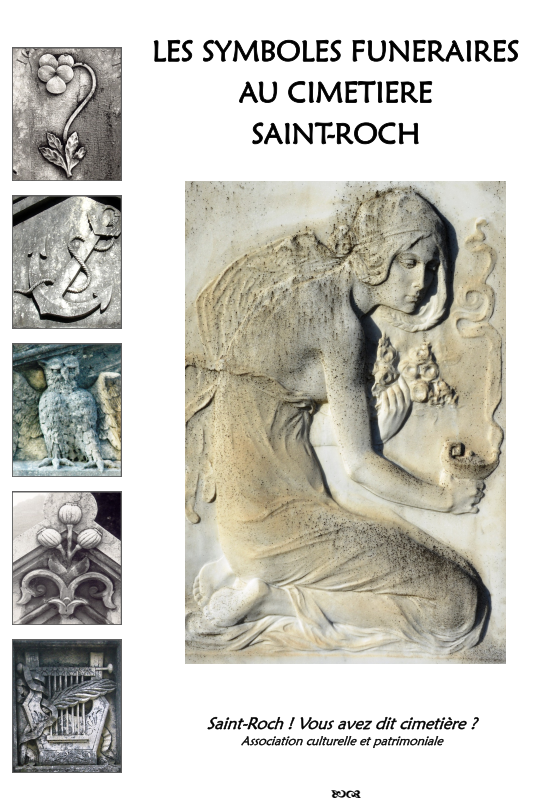 LES SYMBOLES FUNERAIRES
AU CIMETIERE
SAINT-ROCH
Saint-Roch ! Vous avez dit cimetière ?
Association culturelle et patrimoniale